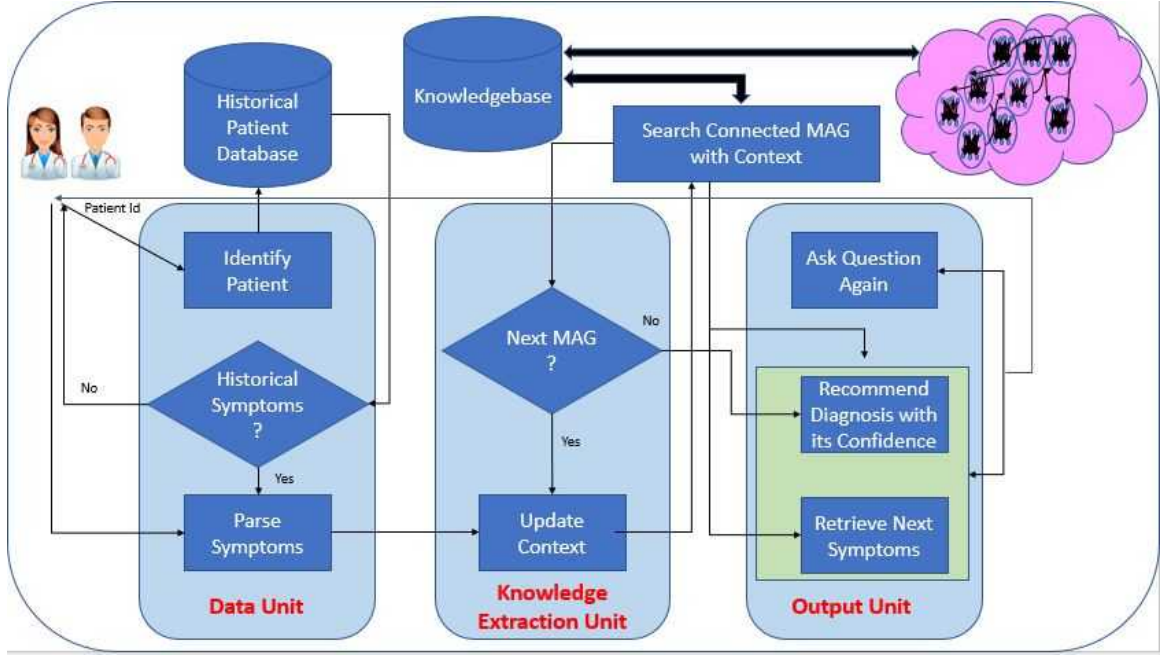 Historical
Patient
Database
Knowledgebase
Search Connected MAG
with Context
Patient Id
Identify
Patient
No
Historical
Symptoms
?
Yes
Parse
Symptoms
Data Unit
Next MAG
?
No
Yes
Update
Context
Knowledge
Extraction Unit
Ask Question
Again
Recommend
Diagnosis with
its Confidence
Retrieve Next
Symptoms
Output Unit